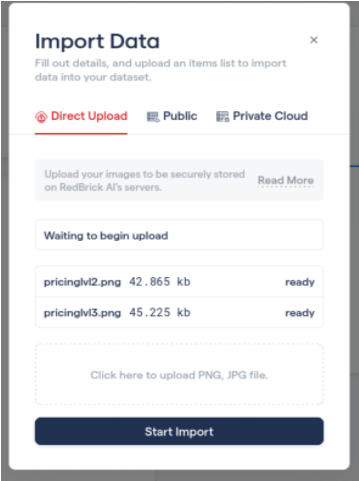 Import Data
Fill out details, and upload an items list to import
data into your dataset.
Direct Upload Public Private Cloud
Upload your images to be securely stored
on RedBrick AI's servers.
Read More
Waiting to begin upload
pricinglvl2.png 42.865 kb ready
pricinglvl3.png 45.225 kb ready
Click here to upload PNG, JPG file.
Start Import